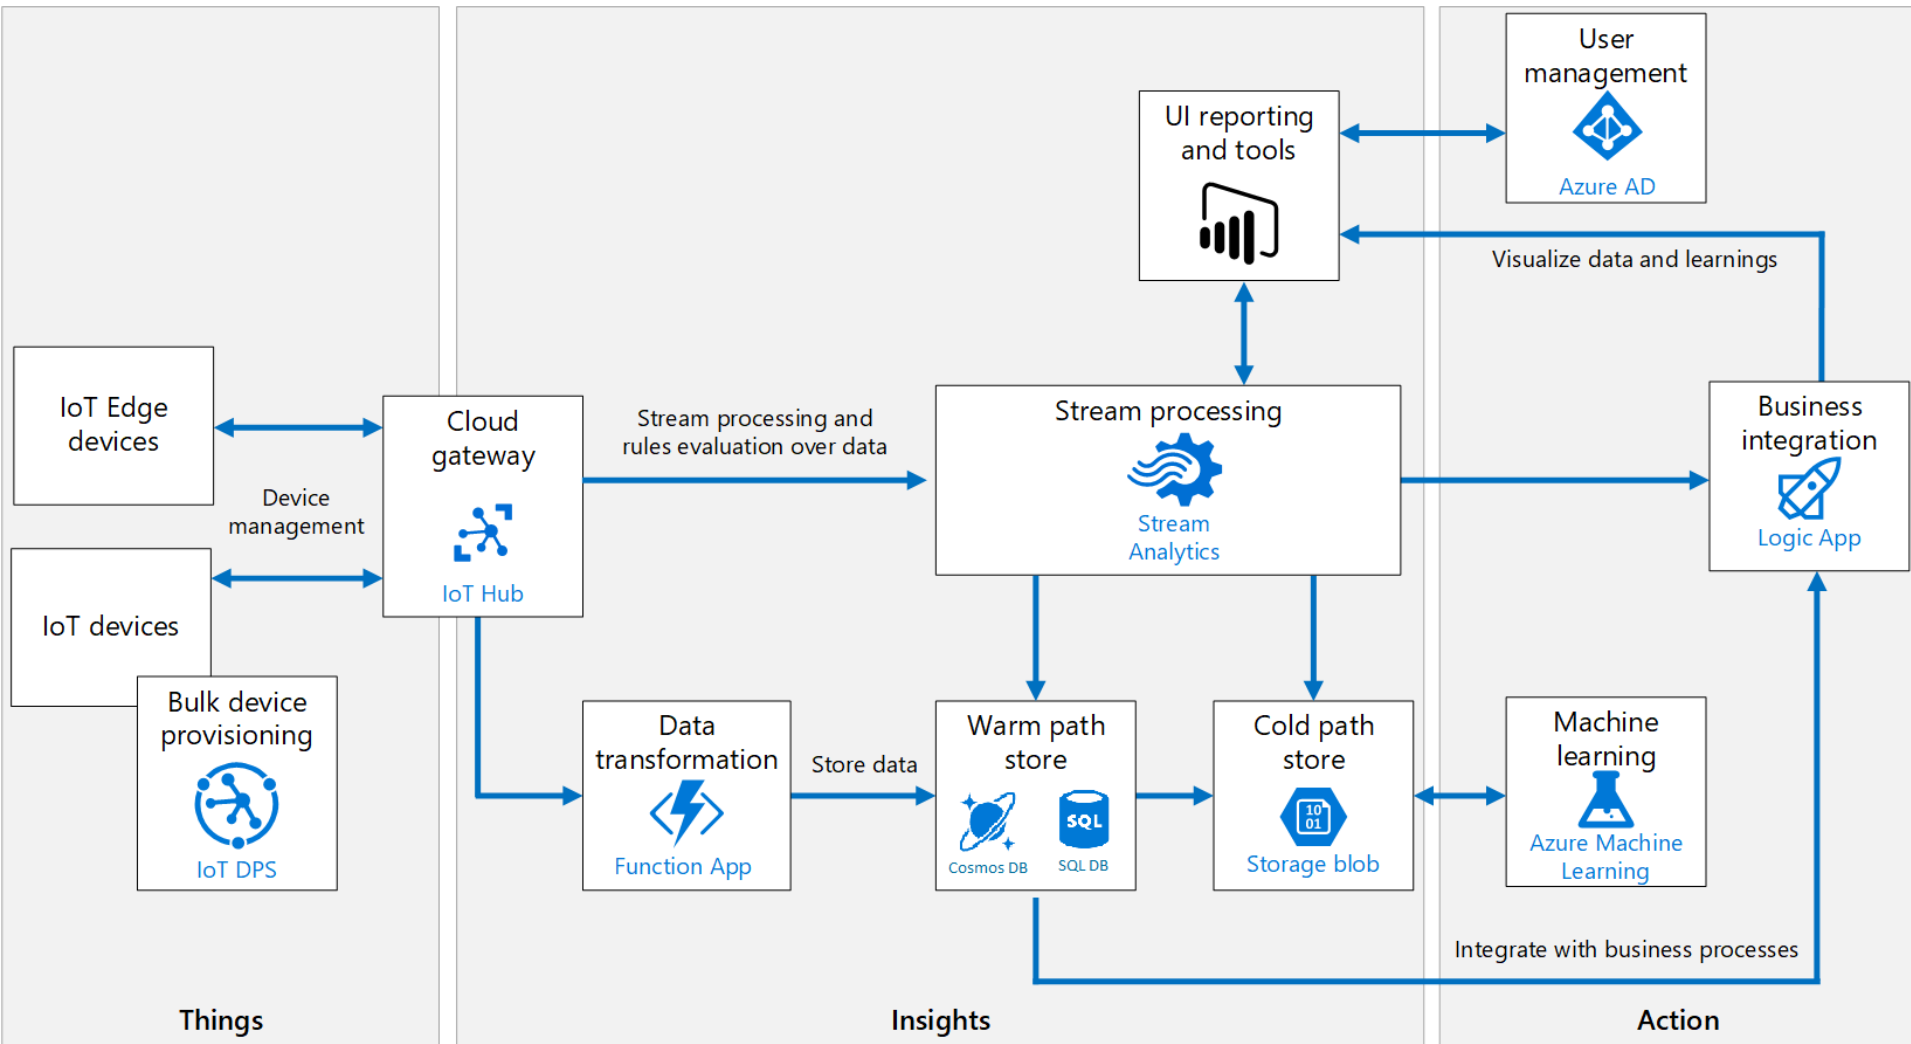 User
management
Azure AD
UI reporting
and tools
Visualize data and learnings
IoT Edge
devices
Device
management
IoT devices
Bulk device
provisioning
IoT DPS
Cloud
gateway
IoT Hub
Stream processing and
rules evaluation over data
Stream processing
Stream
Analytics
Business
integration
Logic App
Data
transformation
Function App
Store data
Warm path
store
Cosmos DB
SQL
SQL DB
Cold path
store
10
01
Storage blob
Machine
learning
Azure Machine
Learning
Integrate with business processes
Things
Insights
Action